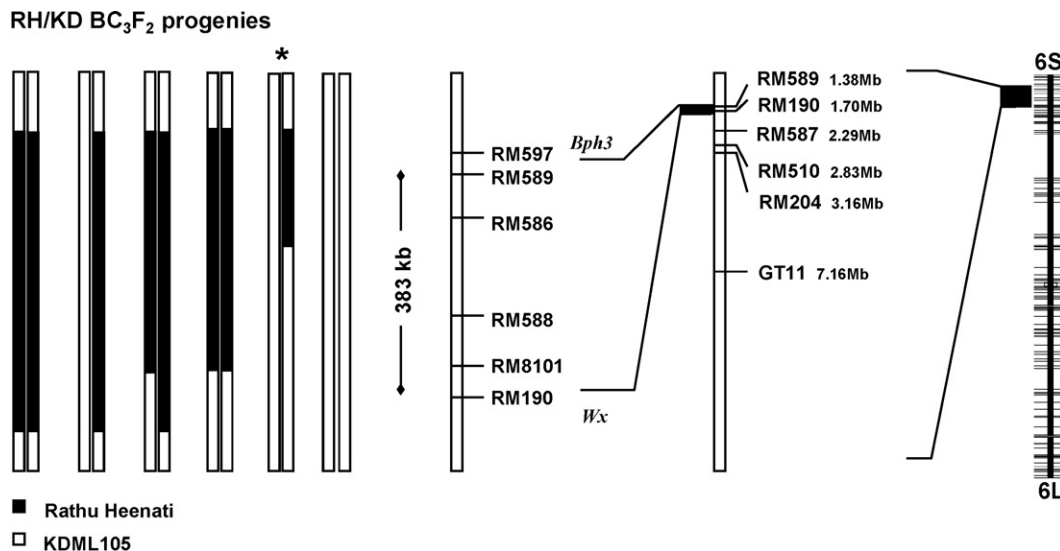 RH/KD BC₃F₂ progenies
*
383 kb
RM597
RM589
RM586
RM588
RM8101
RM190
Bph3
Wx
RM589 1.38Mb
RM190 1.70Mb
RM587 2.29Mb
RM510 2.83Mb
RM204 3.16Mb
GT11 7.16Mb
6S
6L
Rathu Heenati
KDML105